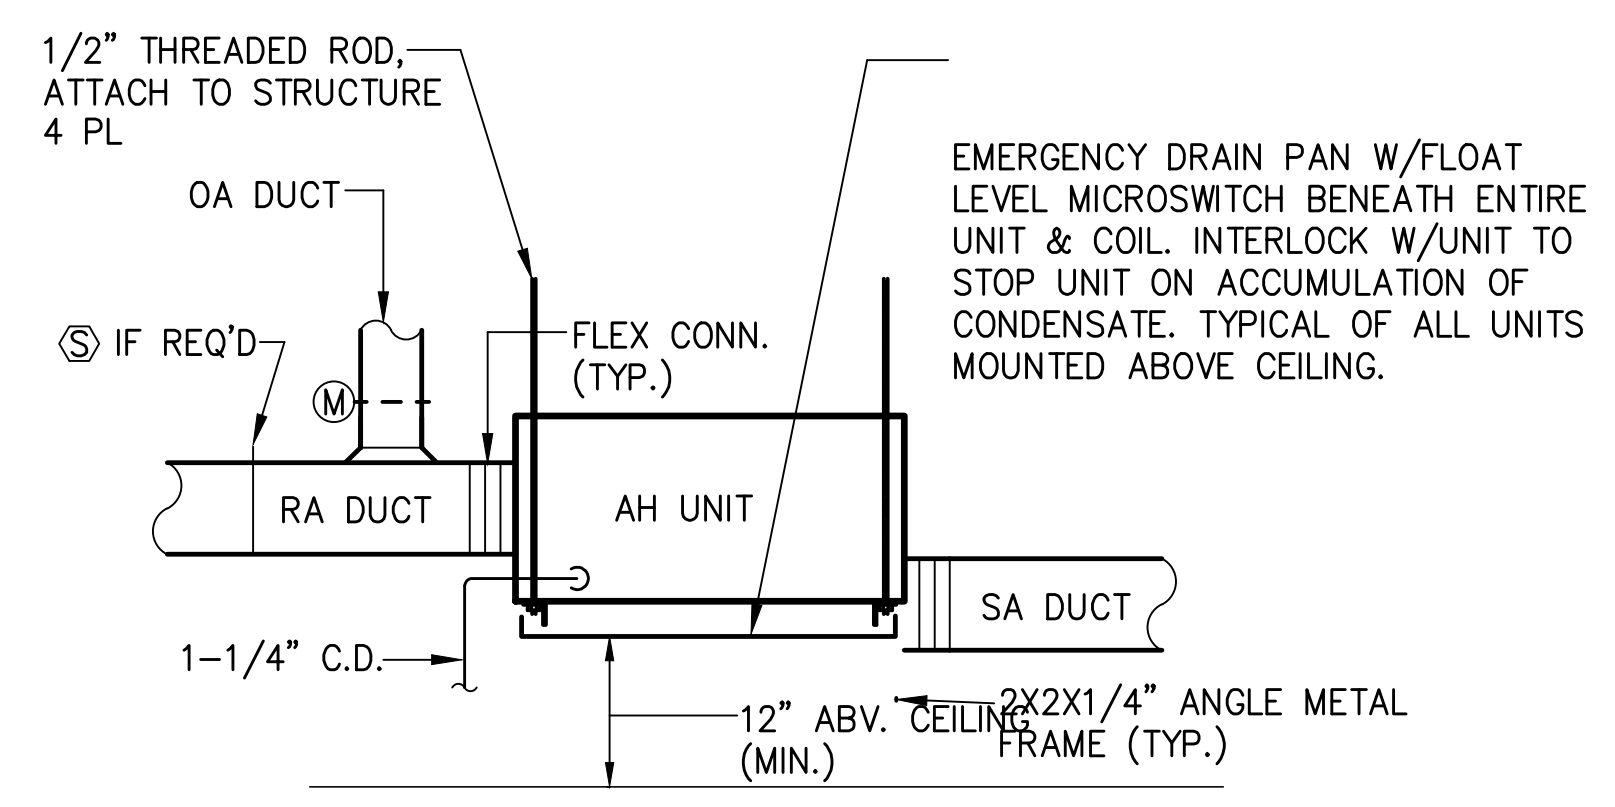 1/2” THREADED ROD,
ATTACH TO STRUCTURE
4 PL
OA DUCT
S IF REQ'D
M
FLEX CONN.
(TYP.)
EMERGENCY DRAIN PAN W/FLOAT
LEVEL MICROSWITCH BENEATH ENTIRE
UNIT & COIL. INTERLOCK W/UNIT TO
STOP UNIT ON ACCUMULATION OF
CONDENSATE. TYPICAL OF ALL UNITS
MOUNTED ABOVE CEILING.
RA DUCT
AH UNIT
SA DUCT
1-1/4” C.D.
12” ABV. CEILING
(MIN.)
2X2X1/4” ANGLE METAL
FRAME (TYP.)